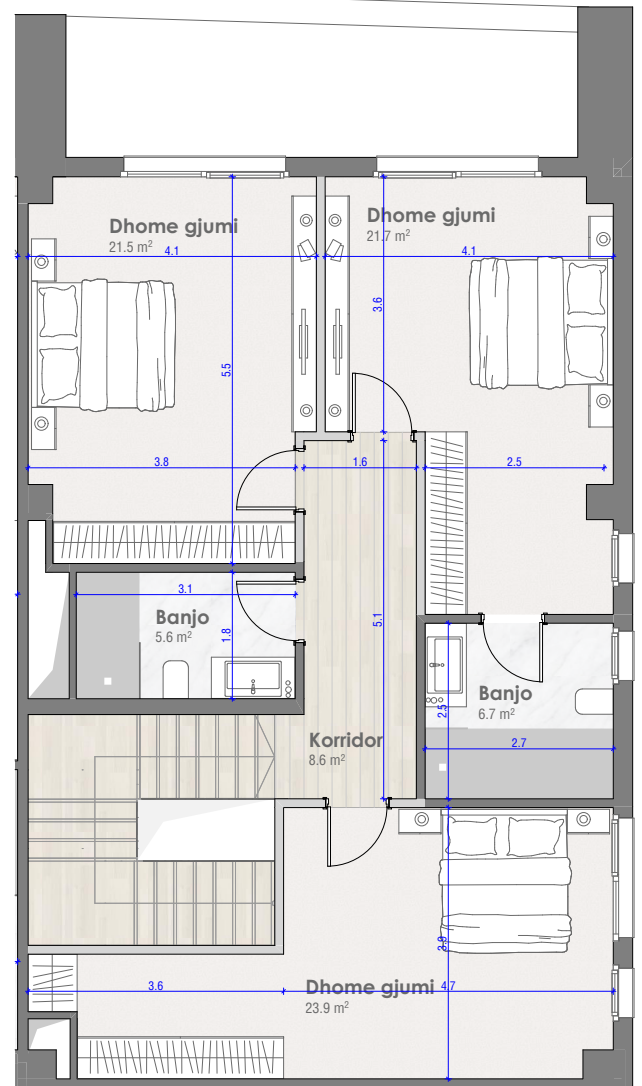 Dhome gjumi
21.5 m²
4.1
Dhome gjumi
21.7 m²
4.1
3.6
5.5
3.8
1.6
2.5
3.1
Banjo
5.6 m²
1.8
5.1
Banjo
6.7 m²
2.5
2.7
Korridor
8.6 m²
3.9
3.6
Dhome gjumi
4.7
23.9 m²